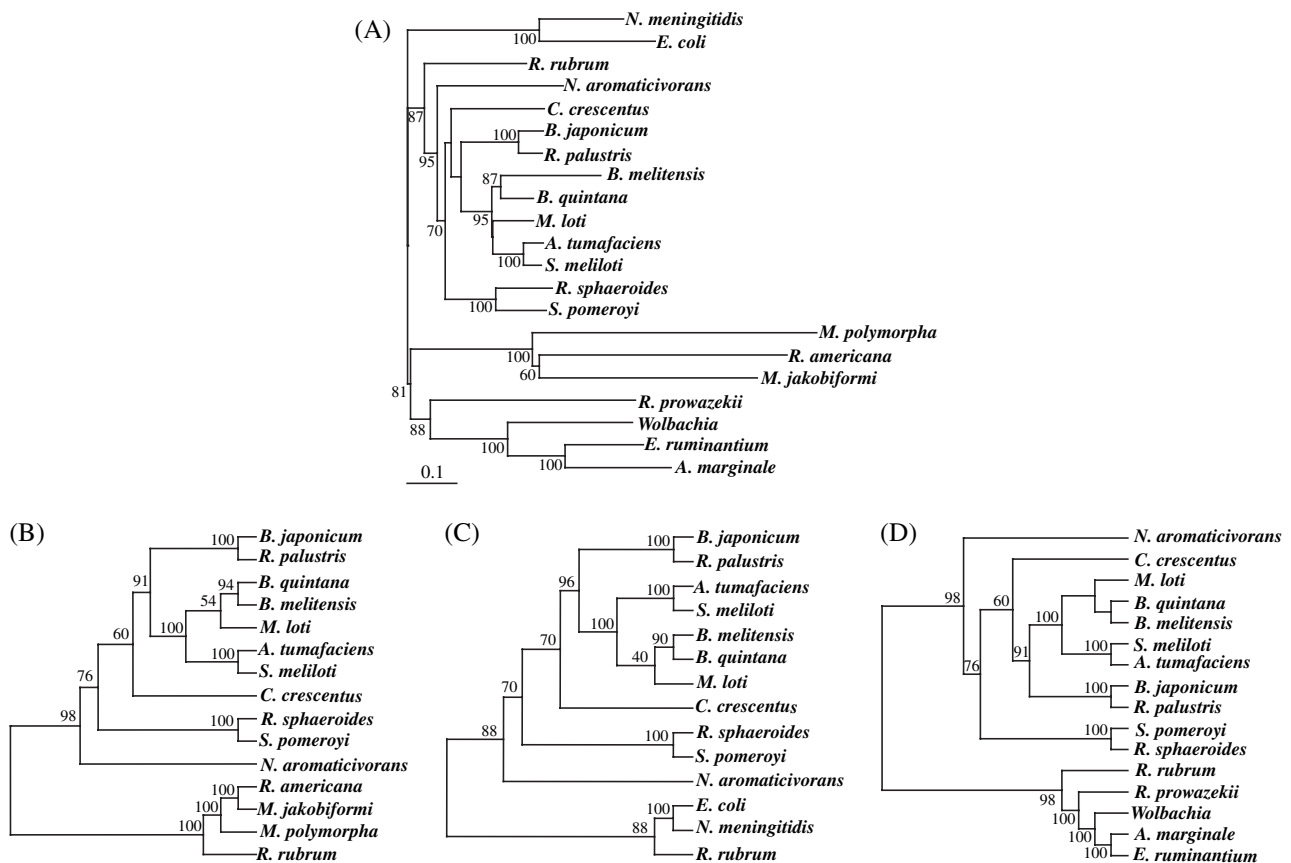 (A)
N. meningitidis
100
E. coli
R. rubrum
87
N. aromaticivorans
95
C. crescentus
B. japonicum
100
R. palustris
B. melitensis
87
B. quintana
95
M. loti
70
A. tumafaciens
100
S. meliloti
R. sphaeroides
100
S. pomeroyi
M. polymorpha
100
R. americana
60
M. jakobiformi
81
R. prowazekii
88
Wolbachia
100
E. ruminantium
100
A. marginale
0.1
(B)
B. japonicum
100
R. palustris
91
B. quintana
94
B. melitensis
54
M. loti
100
A. tumafaciens
60
100
S. meliloti
76
C. crescentus
R. sphaeroides
100
98
S. pomeroyi
N. aromaticivorans
R. americana
100
M. jakobiformi
100
M. polymorpha
100
R. rubrum
(C)
B. japonicum
100
R. palustris
96
A. tumafaciens
100
S. meliloti
100
B. melitensis
90
B. quintana
70
40
M. loti
70
C. crescentus
R. sphaeroides
100
88
S. pomeroyi
N. aromaticivorans
E. coli
100
N. meningitidis
88
R. rubrum
(D)
N. aromaticivorans
C. crescentus
M. loti
98
60
100
B. quintana
B. melitensis
S. meliloti
100
A. tumafaciens
76
91
B. japonicum
100
R. palustris
S. pomeroyi
100
R. sphaeroides
R. rubrum
98
R. prowazekii
100
Wolbachia
100
A. marginale
100
E. ruminantium